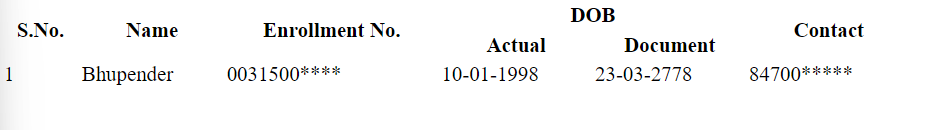 DOB
S.No. Name Enrollment No. Contact
Actual Document
1 Bhupender 0031500**** 10-01-1998 23-03-2778 84700*****